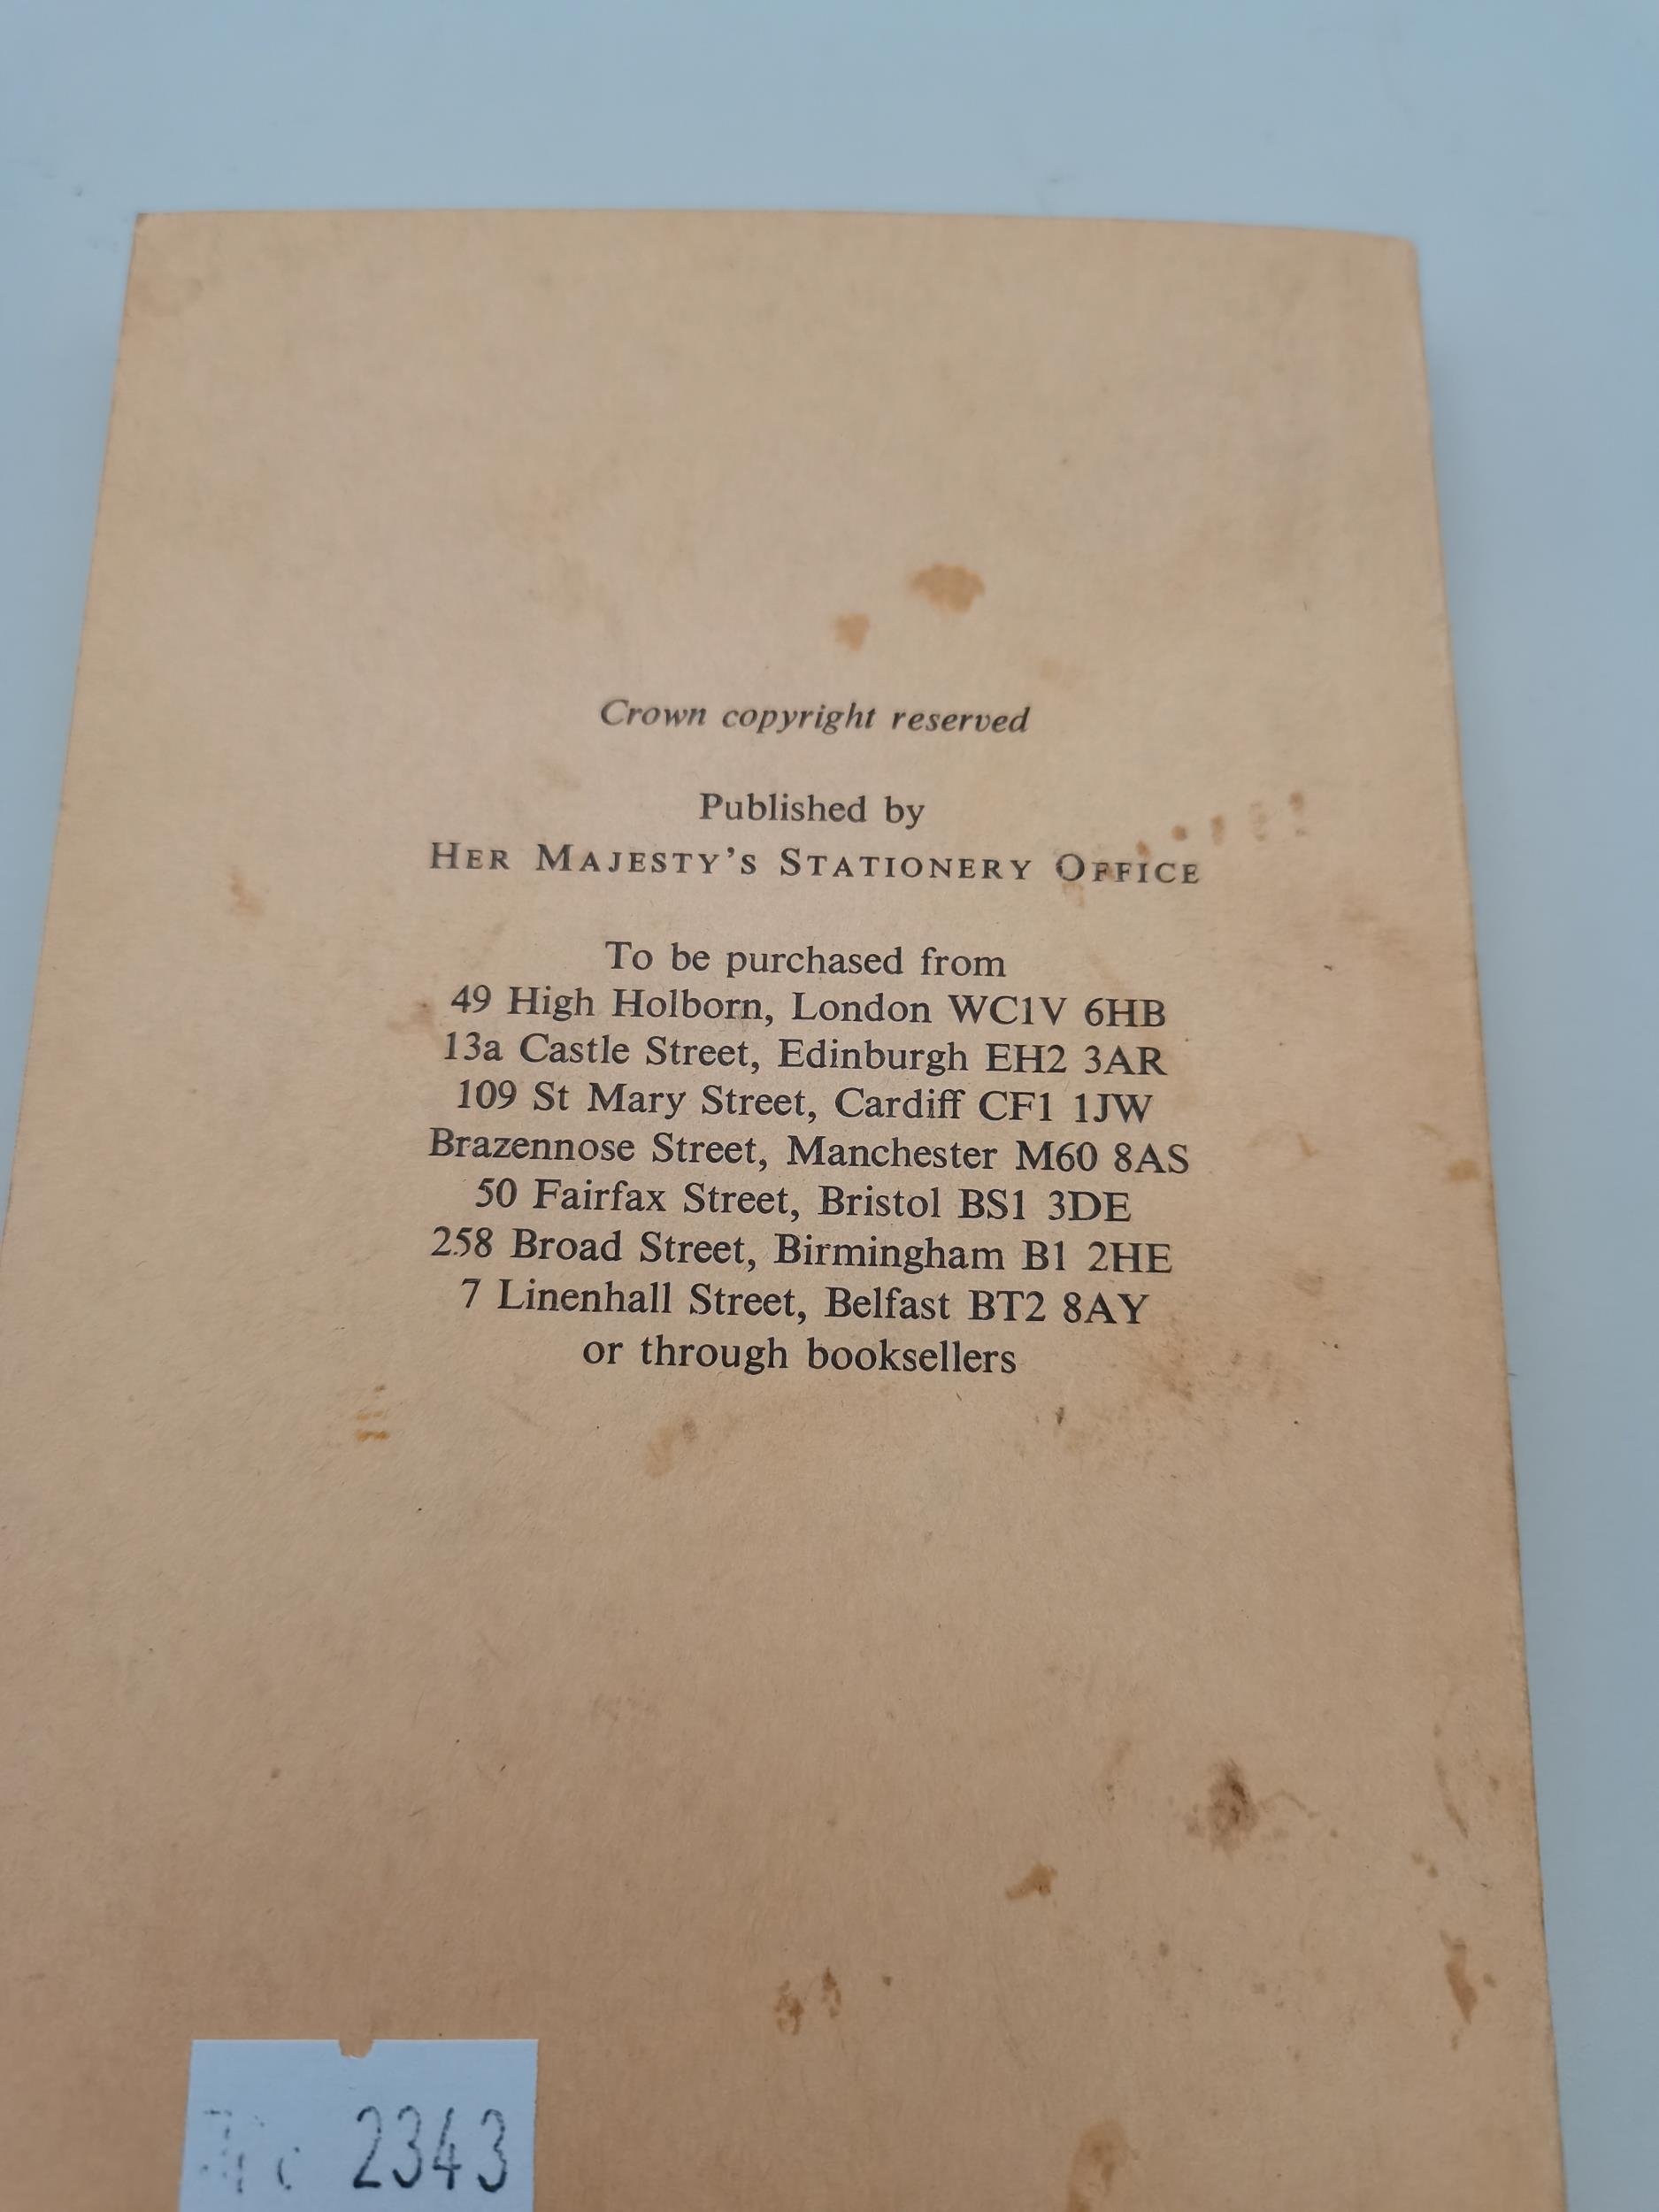 Crown copyright reserved
Published by
HER MAJESTY'S STATIONERY OFFICE
To be purchased from
49 High Holborn, London WC1V 6HB
13a Castle Street, Edinburgh EH2 3AR
109 St Mary Street, Cardiff CF1 1JW
Brazennose Street, Manchester M60 8AS
50 Fairfax Street, Bristol BS1 3DE
258 Broad Street, Birmingham B1 2HE
7 Linenhall Street, Belfast BT2 8AY
or through booksellers
2343